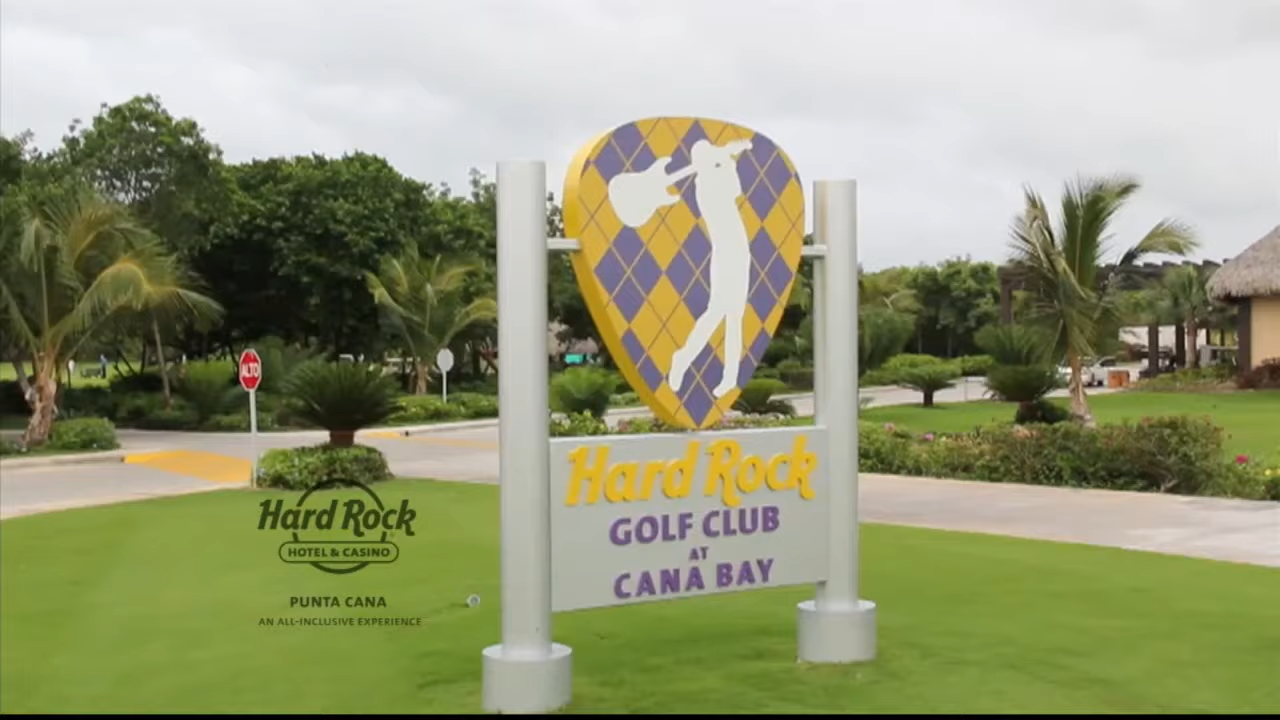 ALTO
Hard Rock
GOLF CLUB
AT
CANA BAY
Hard Rock
HOTEL & CASINO
PUNTA CANA
AN ALL-INCLUSIVE EXPERIENCE